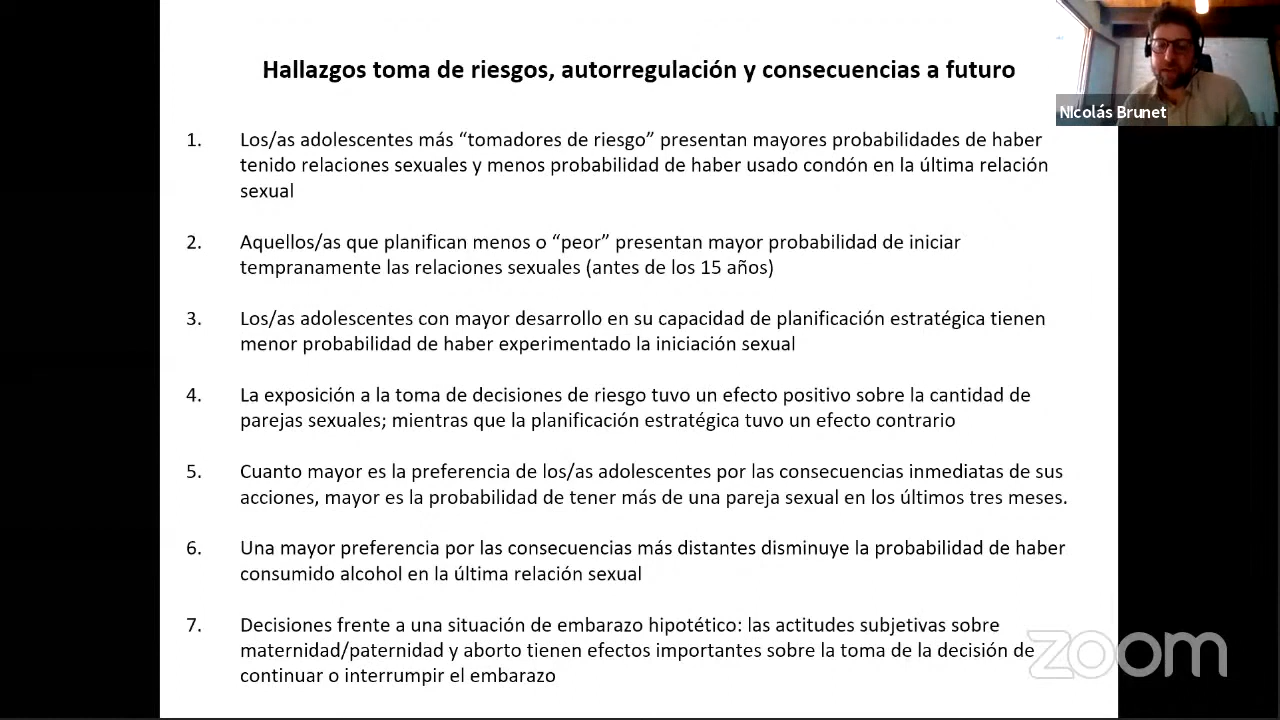 Hallazgos toma de riesgos, autorregulación y consecuencias a futuro
NIcolás Brunet
1. Los/as adolescentes más “tomadores de riesgo” presentan mayores probabilidades de haber
tenido relaciones sexuales y menos probabilidad de haber usado condón en la última relación
sexual
2. Aquellos/as que planifican menos o “peor” presentan mayor probabilidad de iniciar
tempranamente las relaciones sexuales (antes de los 15 años)
3. Los/as adolescentes con mayor desarrollo en su capacidad de planificación estratégica tienen
menor probabilidad de haber experimentado la iniciación sexual
4. La exposición a la toma de decisiones de riesgo tuvo un efecto positivo sobre la cantidad de
parejas sexuales; mientras que la planificación estratégica tuvo un efecto contrario
5. Cuanto mayor es la preferencia de los/as adolescentes por las consecuencias inmediatas de sus
acciones, mayor es la probabilidad de tener más de una pareja sexual en los últimos tres meses.
6. Una mayor preferencia por las consecuencias más distantes disminuye la probabilidad de haber
consumido alcohol en la última relación sexual
7. Decisiones frente a una situación de embarazo hipotético: las actitudes subjetivas sobre
maternidad/paternidad y aborto tienen efectos importantes sobre la toma de la decisión de
continuar o interrumpir el embarazo
zoom